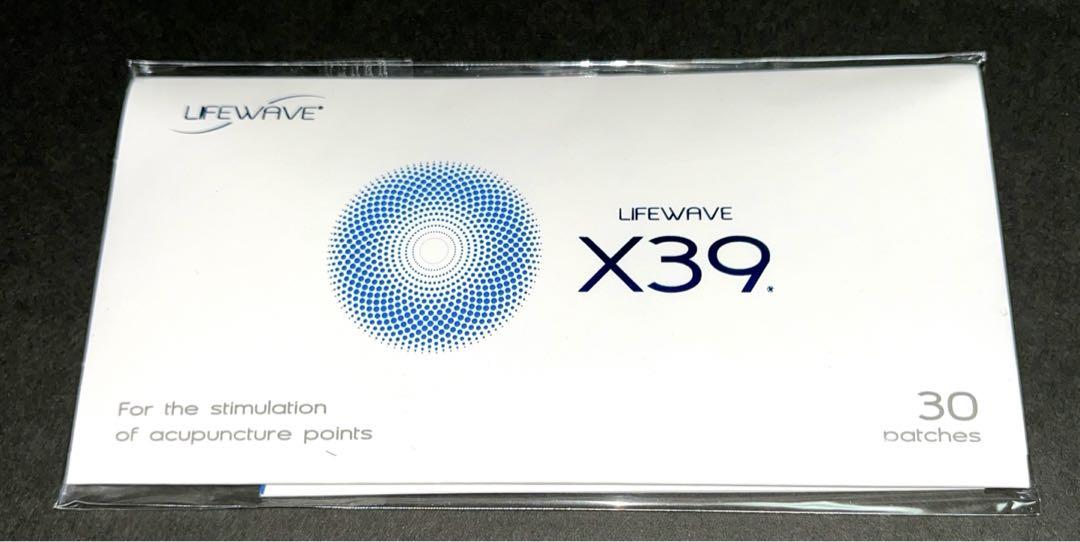 LIFEWAVE®
LIFEWAVE
X39®
For the stimulation
of acupuncture points
30
patches